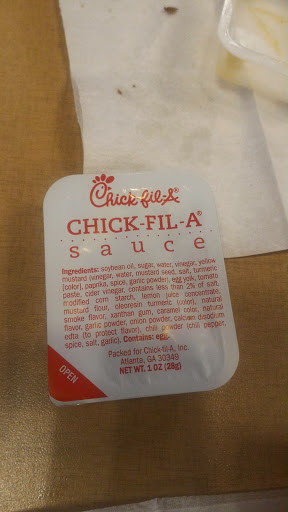 Chick-fil-A®
CHICK-FIL-A®
sauce
Ingredients: soybean oil, sugar, water, vinegar, yellow
mustard (vinegar, water, mustard seed, salt, turmeric
[color], paprika, spice, garlic powder), egg yolk, tomato
paste, cider vinegar, contains less than 2% of salt,
modified corn starch, lemon juice concentrate,
mustard flour, oleoresin turmeric (color), natural
smoke flavor, xanthan gum, caramel color, natural
flavor, garlic powder, onion powder, calcium disodium
edta (to protect flavor), chili powder (chili pepper,
spice, salt, garlic). Contains: egg.
Packed for Chick-fil-A, Inc.
Atlanta, GA 30349
NET WT. 1 OZ (28g)
OPEN